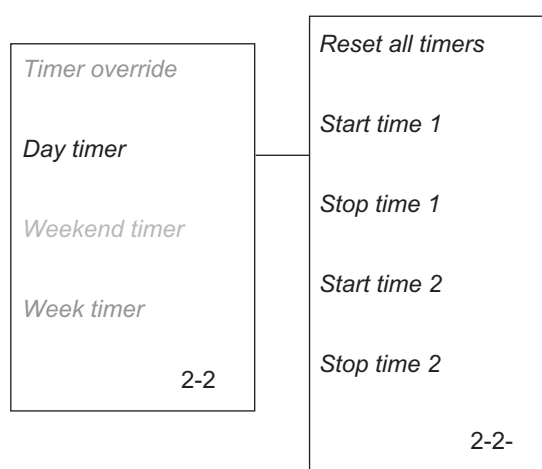 Timer override
Day timer
Weekend timer
Week timer
2-2
Reset all timers
Start time 1
Stop time 1
Start time 2
Stop time 2
2-2-